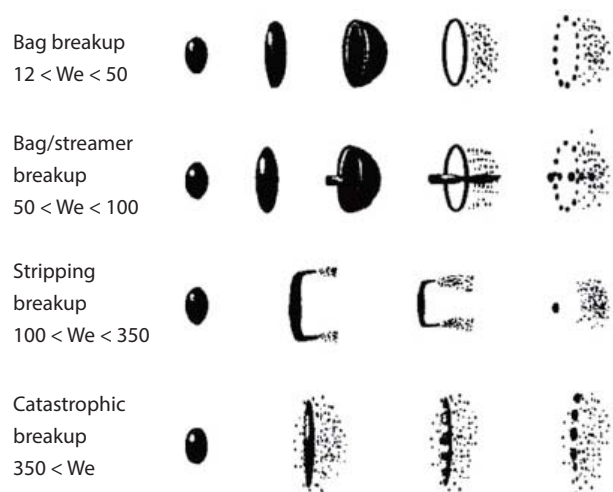 Bag breakup
12 < We < 50
Bag/streamer
breakup
50 < We < 100
Stripping
breakup
100 < We < 350
Catastrophic
breakup
350 < We